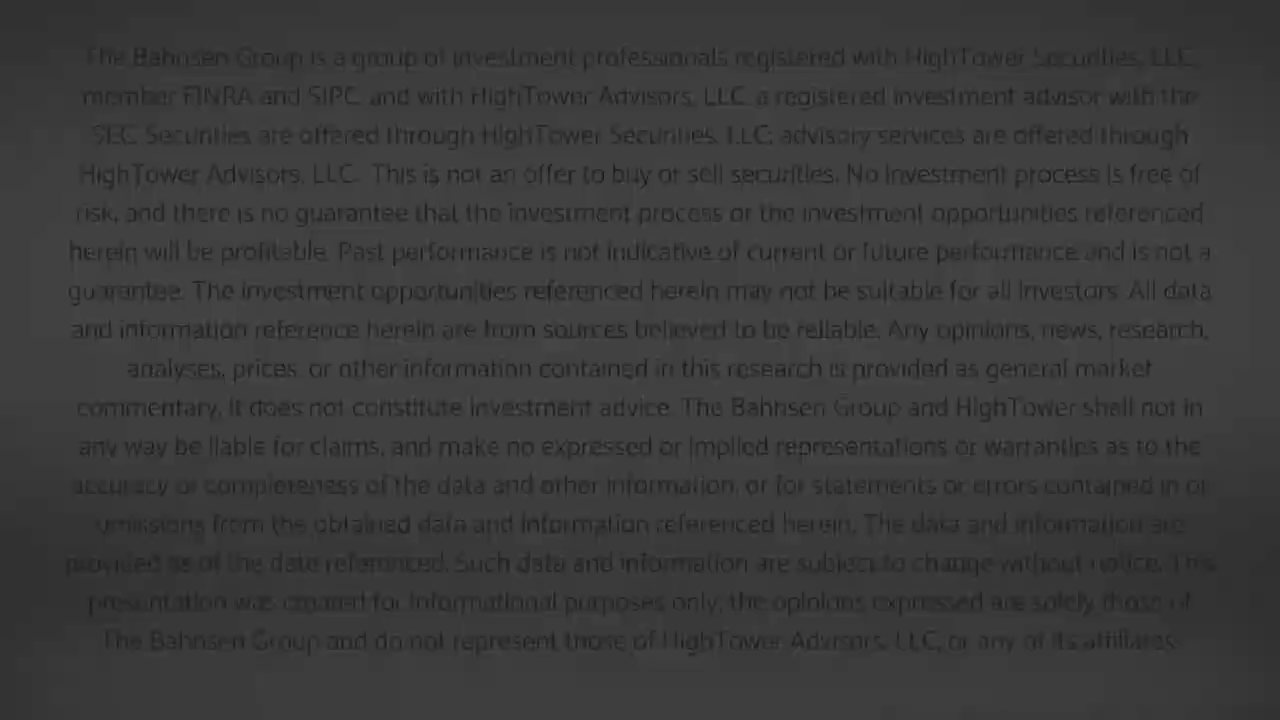 The Bahnsen Group is a group of investment professionals registered with HighTower Securities, LLC,
member FINRA and SIPC, and with HighTower Advisors, LLC, a registered investment advisor with the
SEC. Securities are offered through HighTower Securities, LLC; advisory services are offered through
HighTower Advisors, LLC. This is not an offer to buy or sell securities. No investment process is free of
risk, and there is no guarantee that the investment process or the investment opportunities referenced
herein will be profitable. Past performance is not indicative of current or future performance and is not a
guarantee. The investment opportunities referenced herein may not be suitable for all investors. All data
and information reference herein are from sources believed to be reliable. Any opinions, news, research,
analyses, prices, or other information contained in this research is provided as general market
commentary, it does not constitute investment advice. The Bahnsen Group and HighTower shall not in
any way be liable for claims, and make no expressed or implied representations or warranties as to the
accuracy or completeness of the data and other information, or for statements or errors contained in or
omissions from the obtained data and information referenced herein. The data and information are
provided as of the date referenced. Such data and information are subject to change without notice. This
presentation was created for informational purposes only; the opinions expressed are solely those of
The Bahnsen Group and do not represent those of HighTower Advisors, LLC, or any of its affiliates.